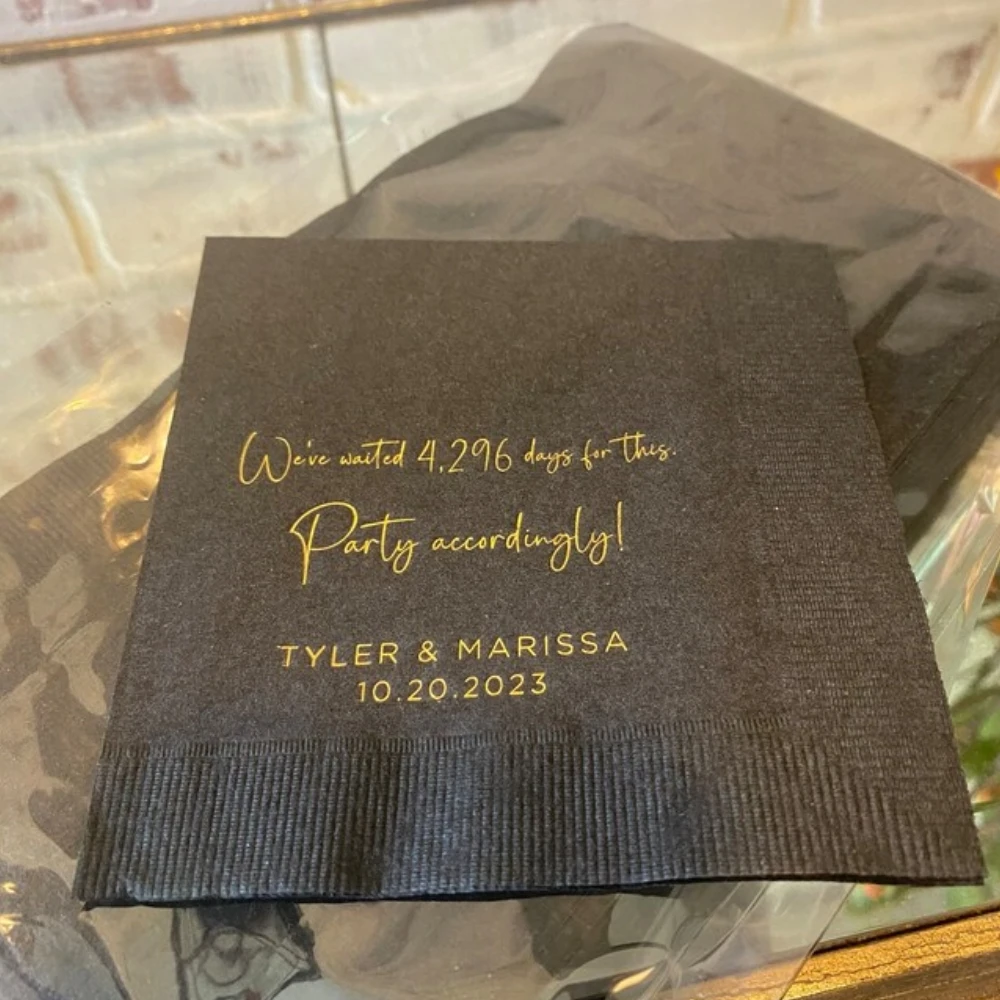 We've waited 4,296 days for this.
Party accordingly!
TYLER & MARISSA
10.20.2023